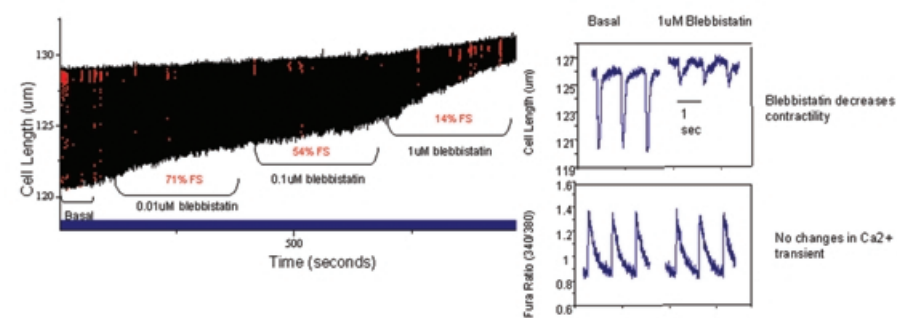 Cell Length (um)
130
125
120
Basal
71% FS
0.01uM blebbistatin
54% FS
0.1uM blebbistatin
14% FS
1uM blebbistatin
500
Time (seconds)
Basal
1uM Blebbistatin
Cell Length (um)
127
125
123
121
119
1
sec
Blebbistatin decreases
contractility
Fura Ratio (340/380)
1.6
1.4
1.2
1
0.8
0.6
No changes in Ca2+
transient